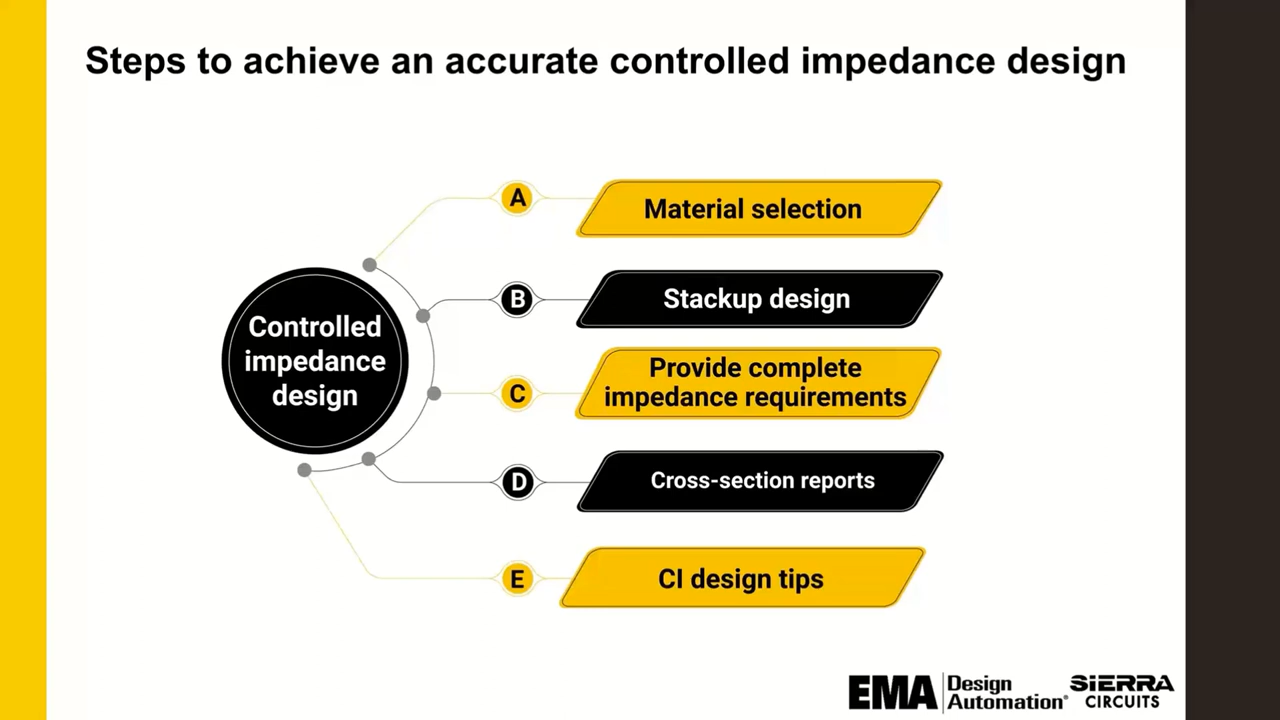 Steps to achieve an accurate controlled impedance design
Controlled
impedance
design
A
Material selection
B
Stackup design
C
Provide complete
impedance requirements
D
Cross-section reports
E
CI design tips
EMA
Design
Automation®
SIERRA
CIRCUITS